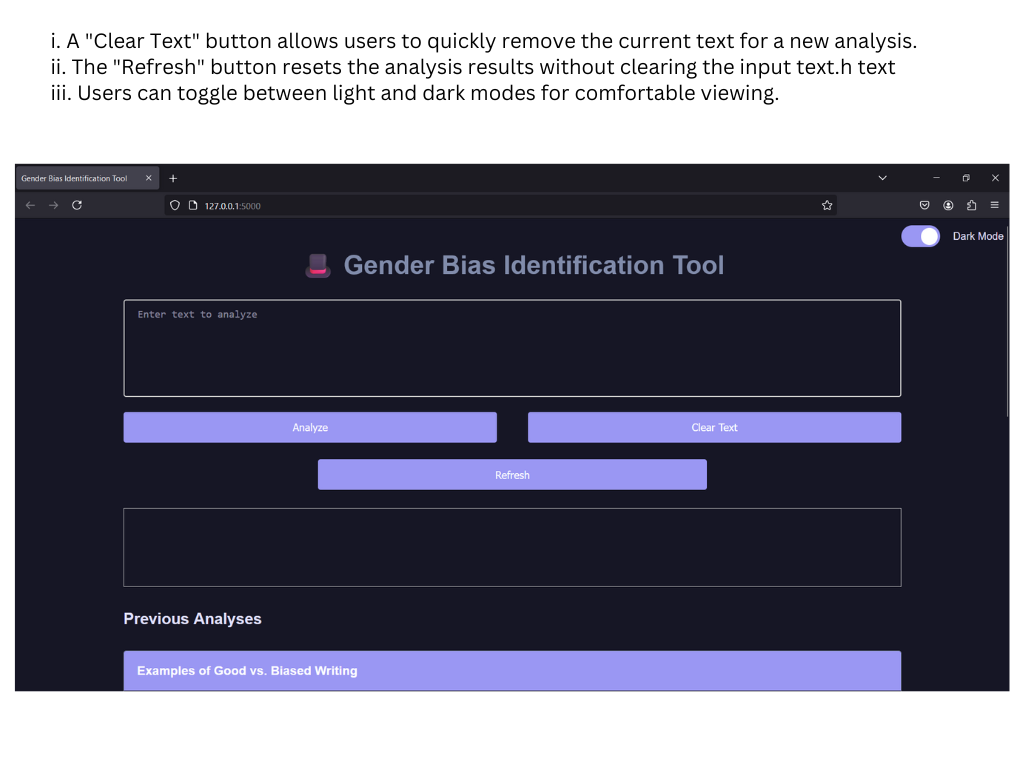 i. A "Clear Text" button allows users to quickly remove the current text for a new analysis.
ii. The "Refresh" button resets the analysis results without clearing the input text.h text
iii. Users can toggle between light and dark modes for comfortable viewing.
Gender Bias Identification Tool
127.0.0.1:5000
Dark Mode
Gender Bias Identification Tool
Enter text to analyze
Analyze Clear Text
Refresh
Previous Analyses
Examples of Good vs. Biased Writing